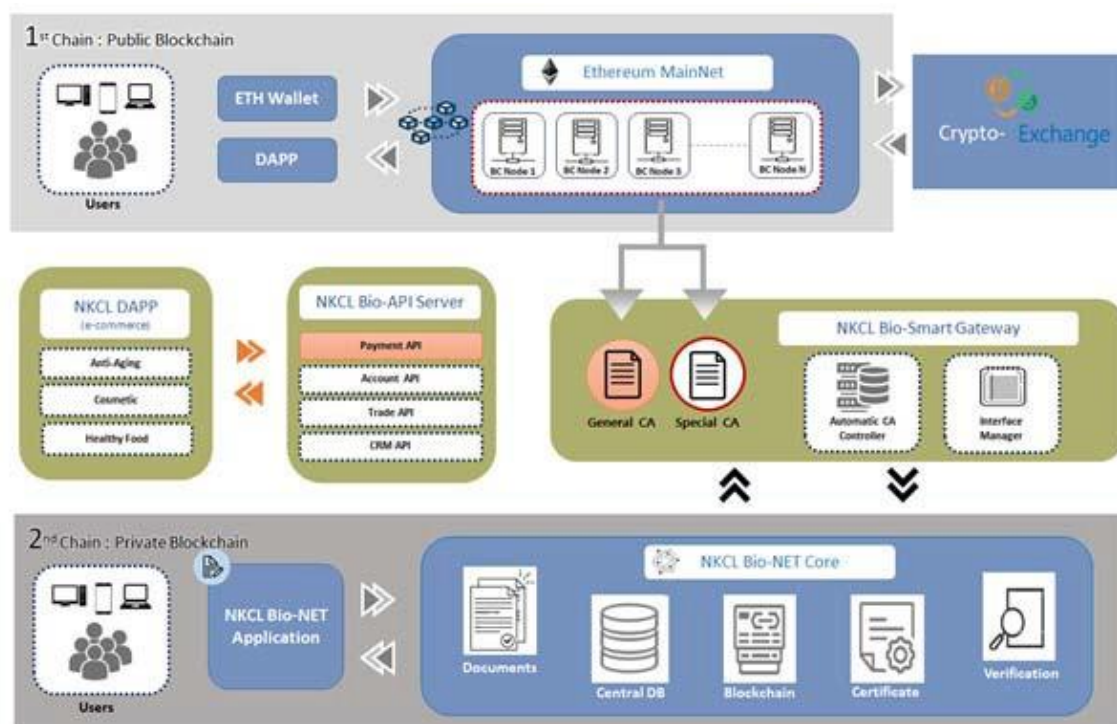 1st Chain : Public Blockchain
Users
ETH Wallet
DAPP
Ethereum MainNet
BC Node 1
BC Node 2
BC Node 3
BC Node N
Crypto-Exchange
NKCL DAPP
(e-commerce)
Anti-Aging
Cosmetic
Healthy Food
NKCL Bio-API Server
Payment API
Account API
Trade API
CRM API
NKCL Bio-Smart Gateway
General CA
Special CA
Automatic CA
Controller
Interface
Manager
2nd Chain : Private Blockchain
Users
NKCL Bio-NET
Application
NKCL Bio-NET Core
Documents
Central DB
Blockchain
Certificate
Verification